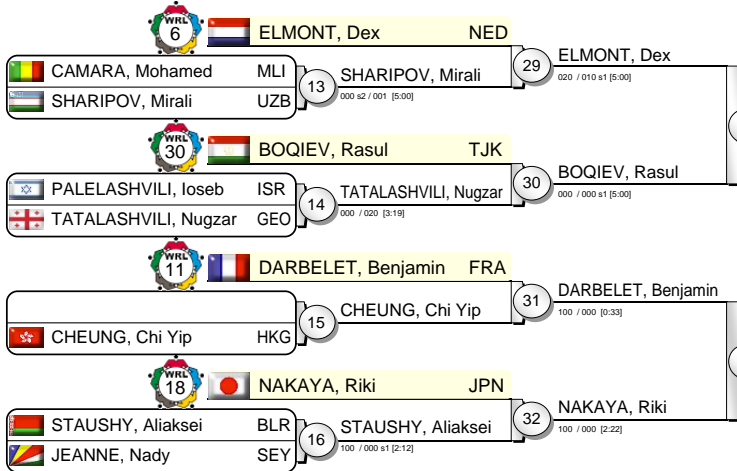 WRL
6
ELMONT, Dex NED
CAMARA, Mohamed MLI
SHARIPOV, Mirali UZB
13
SHARIPOV, Mirali
000 s2 / 001 [5:00]
29
ELMONT, Dex
020 / 010 s1 [5:00]
WRL
30
BOQIEV, Rasul TJK
PALELASHVILI, Ioseb ISR
TATALASHVILI, Nugzar GEO
14
TATALASHVILI, Nugzar
000 / 020 [3:19]
30
BOQIEV, Rasul
000 / 000 s1 [5:00]
WRL
11
DARBELET, Benjamin FRA
CHEUNG, Chi Yip HKG
15
CHEUNG, Chi Yip
31
DARBELET, Benjamin
100 / 000 [0:33]
WRL
18
NAKAYA, Riki JPN
STAUSHY, Aliaksei BLR
JEANNE, Nady SEY
16
STAUSHY, Aliaksei
100 / 000 s1 [2:12]
32
NAKAYA, Riki
100 / 000 [2:22]